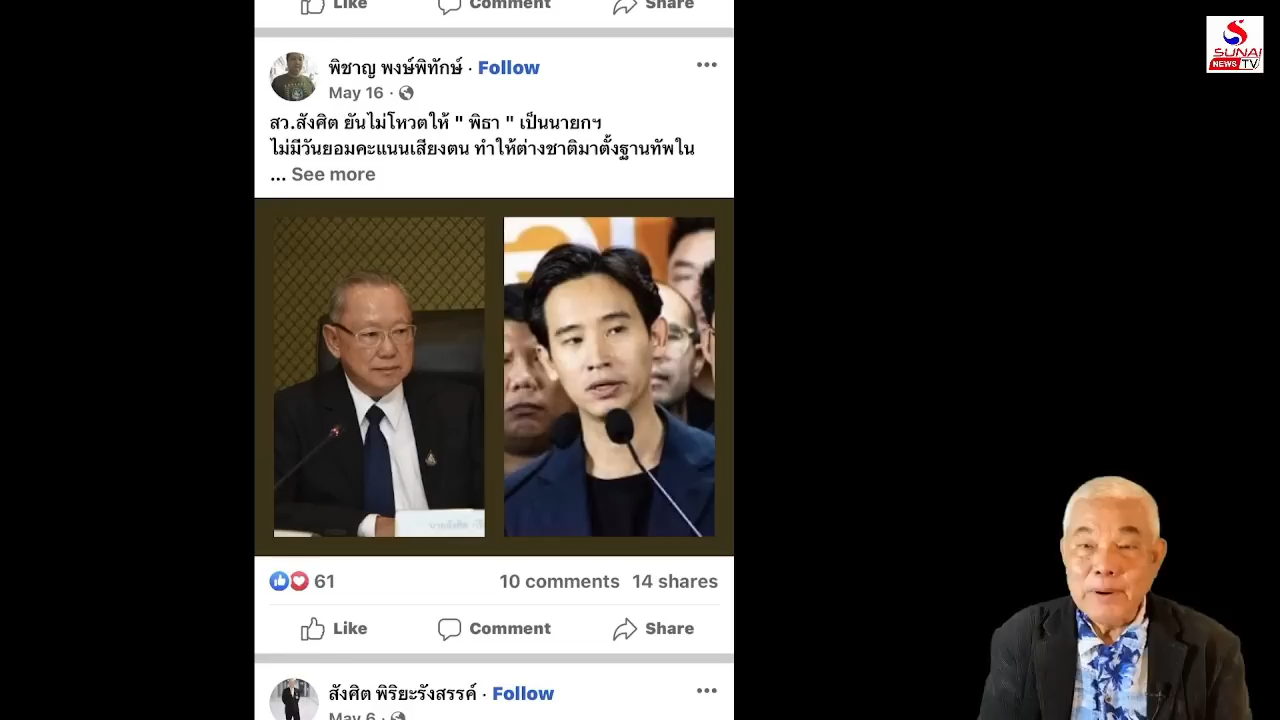 Like
Comment
Share
SUNAI
NEWS TV
พิชาญ พงษ์พิทักษ์ · Follow
May 16 ·
สว.สังศิต ยันไม่โหวตให้ " พิธา " เป็นนายกฯ
ไม่มีวันยอมคะแนนเสียงตน ทำให้ต่างชาติมาตั้งฐานทัพใน
... See more
61
10 comments 14 shares
Like
Comment
Share
สังศิต พิริยะรังสรรค์ · Follow
May 6 ·